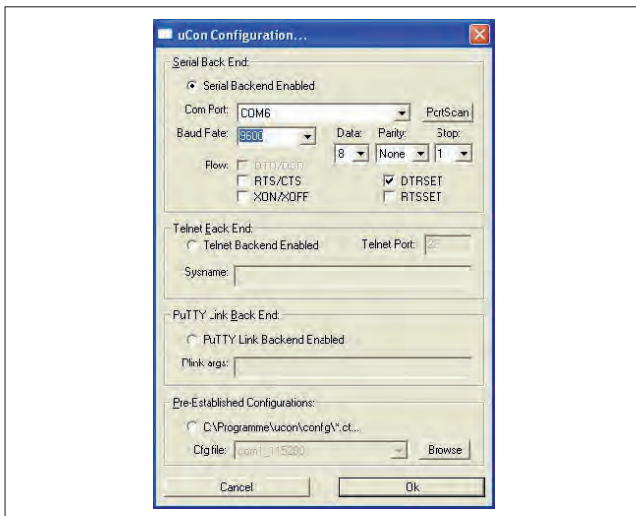 uCon Configuration...
Serial Back End:
Serial Backend Enabled
Com Port: COM6 PortScan
Baud Rate: 9600 Data: Parity: Stop:
8 None 1
Flow: DTR/DSR
RTS/CTS DTRSET
XON/XOFF RTSSET
Telnet Back End:
Telnet Backend Enabled Telnet Port:
Sysname:
PuTTY Link Back End:
PuTTY Link Backend Enabled
Plink args:
Pre-Established Configurations:
C:\Programme\ucon\confg\*.ct...
Cfg file: com1_115200 Browse
Cancel Ok